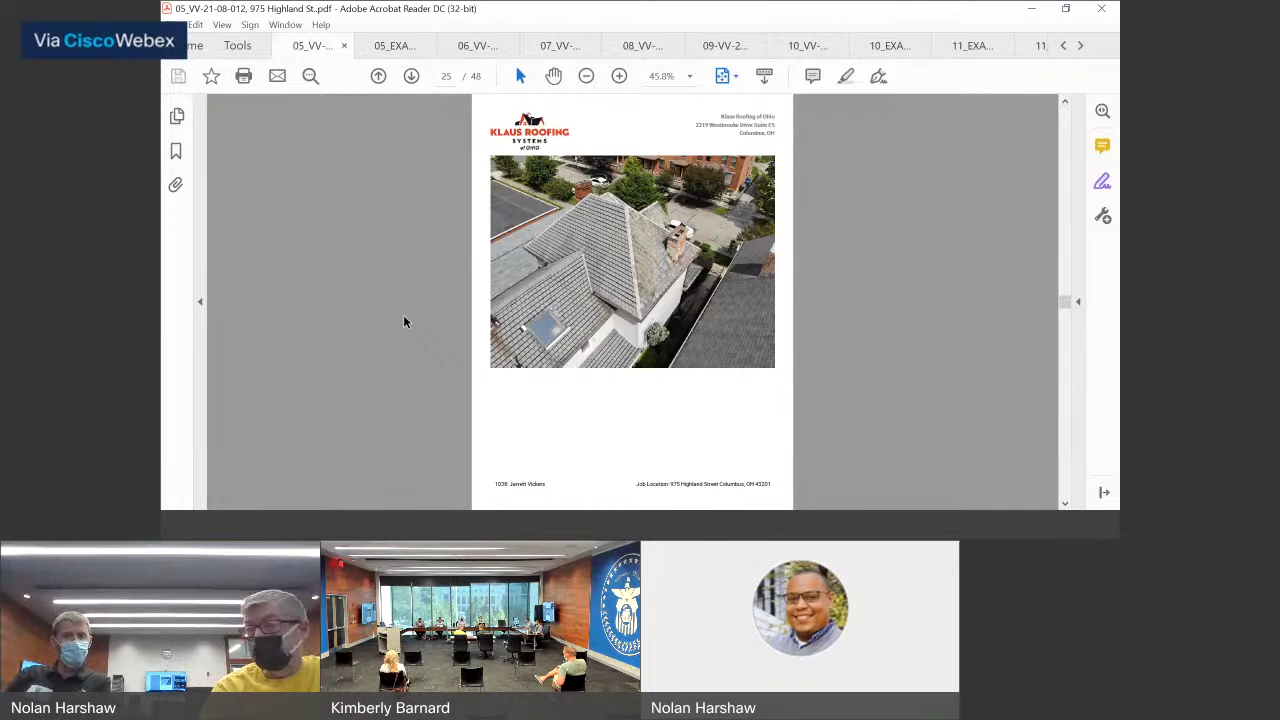 05_VV-21-08-012, 975 Highland St..pdf - Adobe Acrobat Reader DC (32-bit)
Edit View Sign Window Help
Via CiscoWebex
me Tools 05_VV-... × 05_EXA... 06_VV-... 07_VV-... 08_VV-... 09-VV-2... 10_VV-... 10_EXA... 11_EXA... 11
25 / 48 45.8%
KLAUS ROOFING
SYSTEMS
of OHIO
Klaus Roofing of Ohio
2219 Westbrooke Drive Suite E5
Columbus, OH
1038: Jarrett Vickers
Job Location: 975 Highland Street Columbus, OH 43201
Nolan Harshaw
Kimberly Barnard
Nolan Harshaw